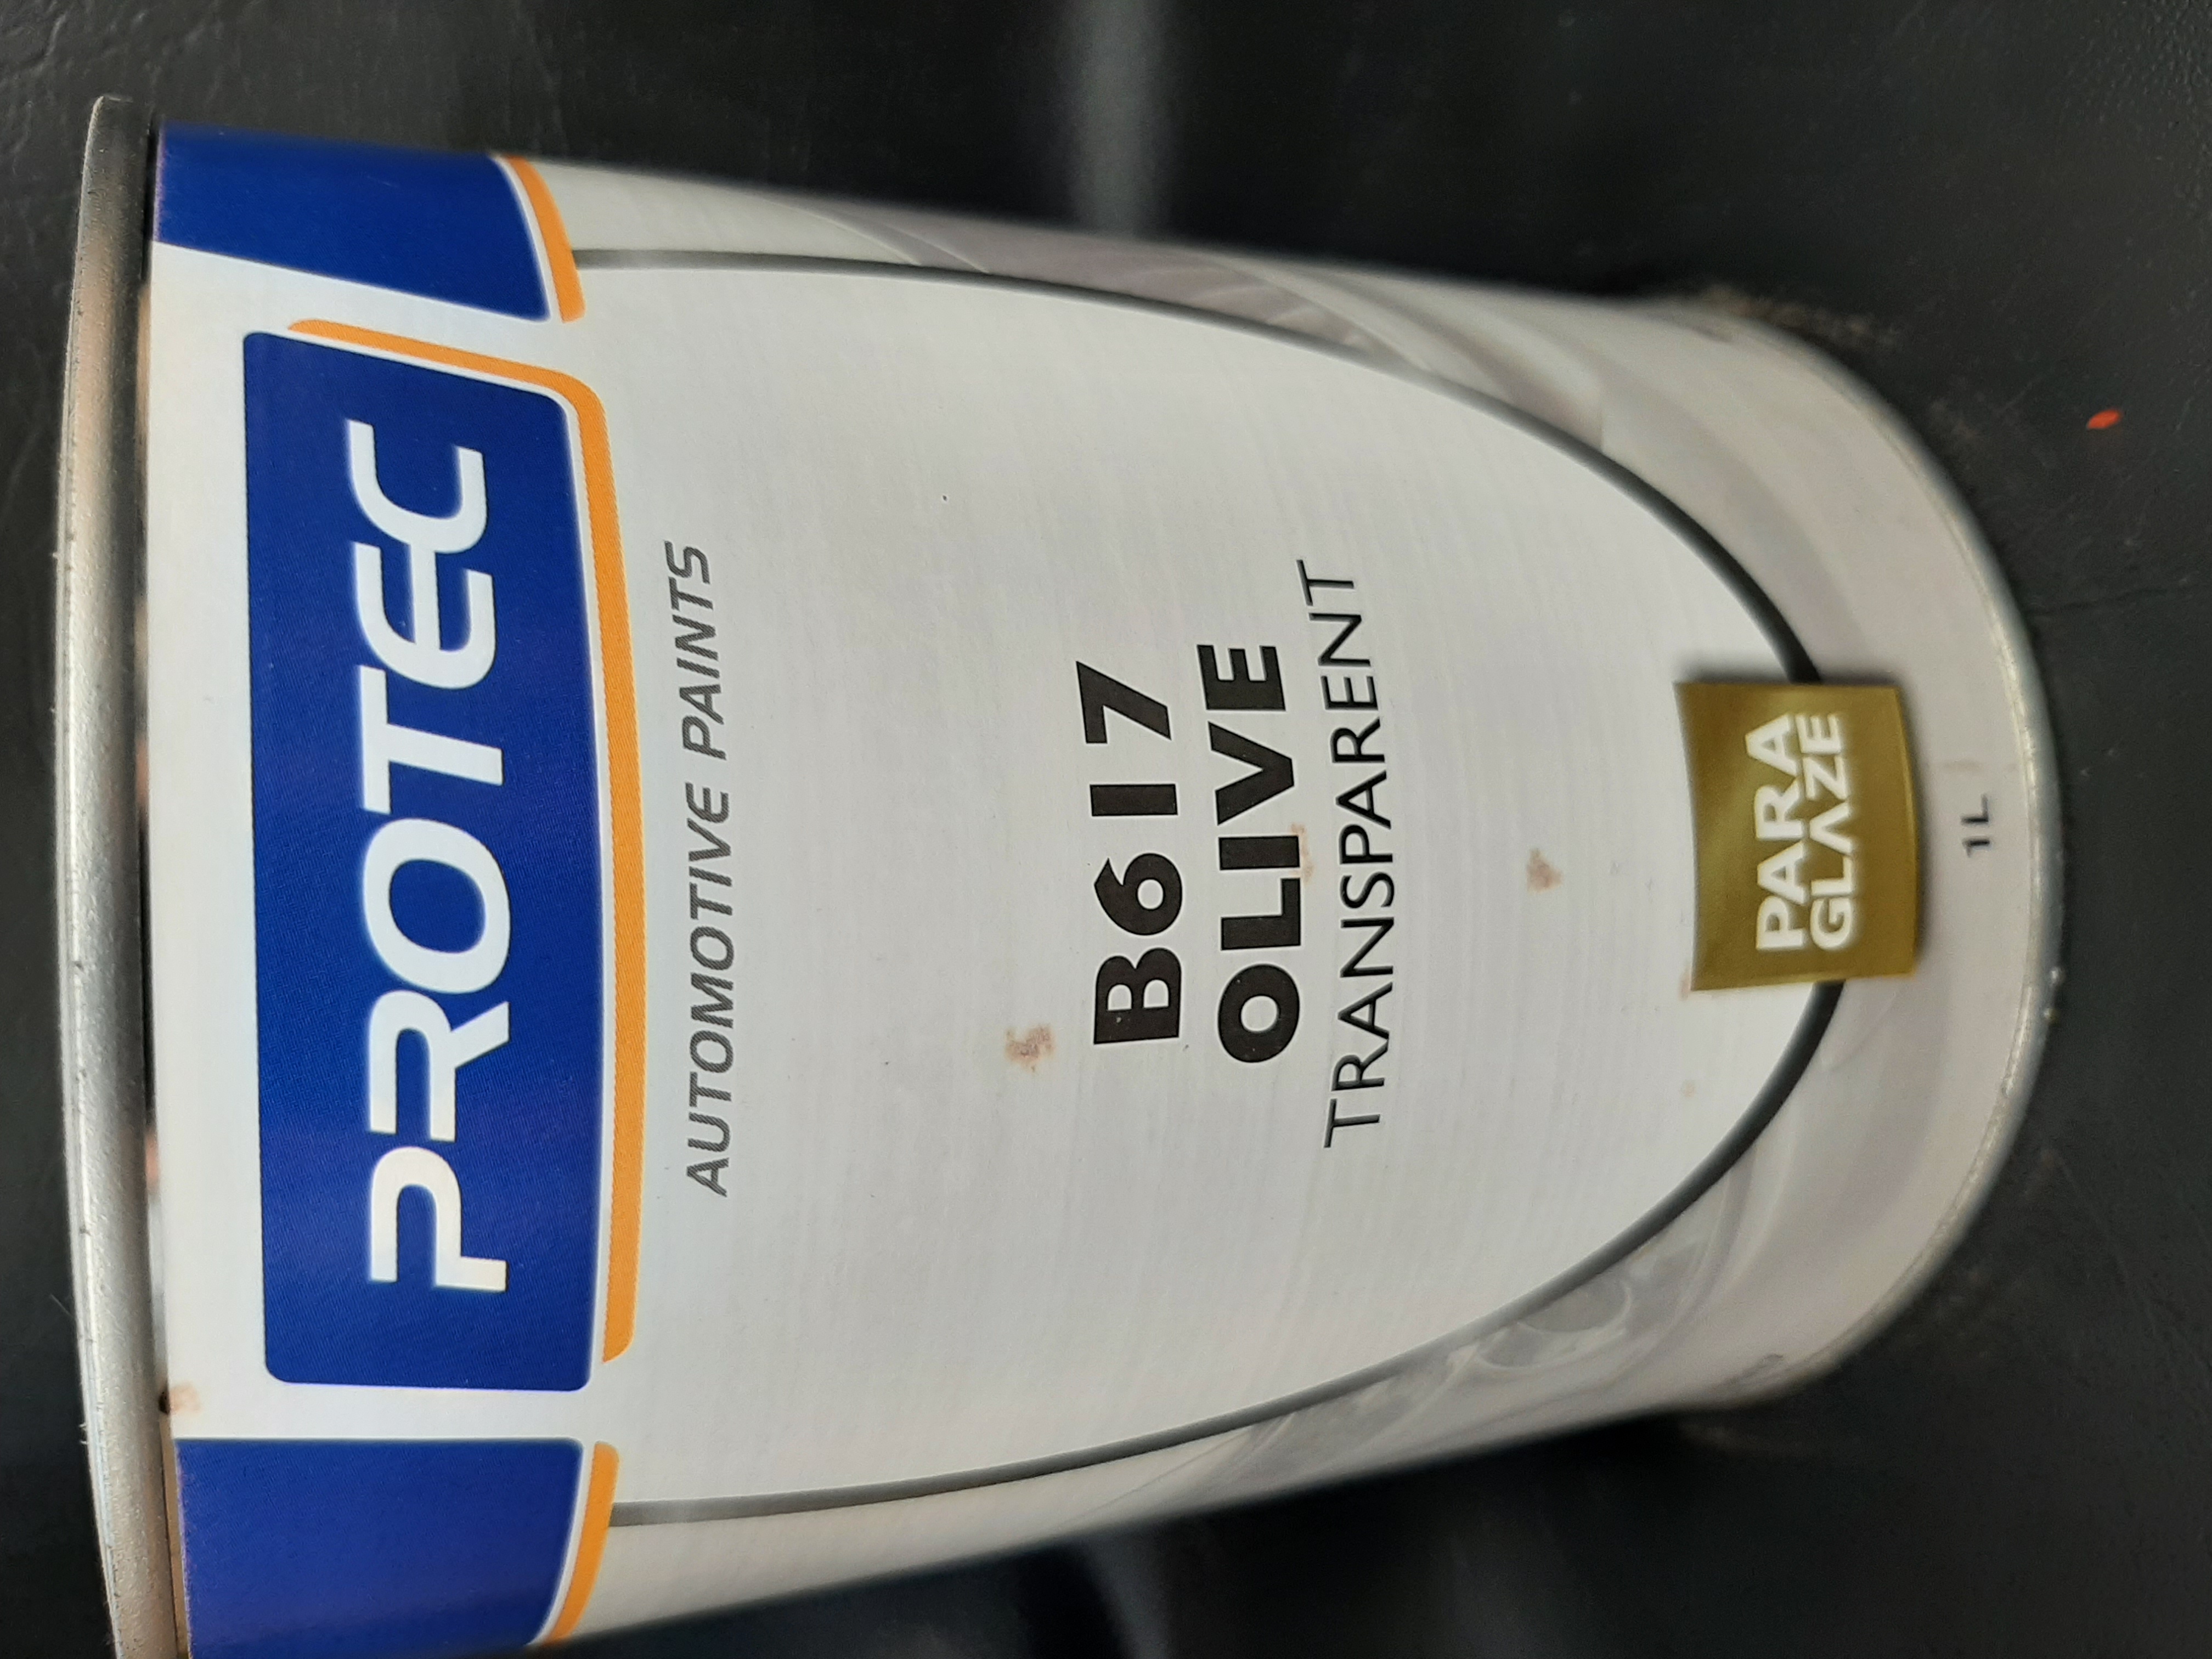 PROTEC
AUTOMOTIVE PAINTS
B617
OLIVE
TRANSPARENT
PARA
GLAZE
1L